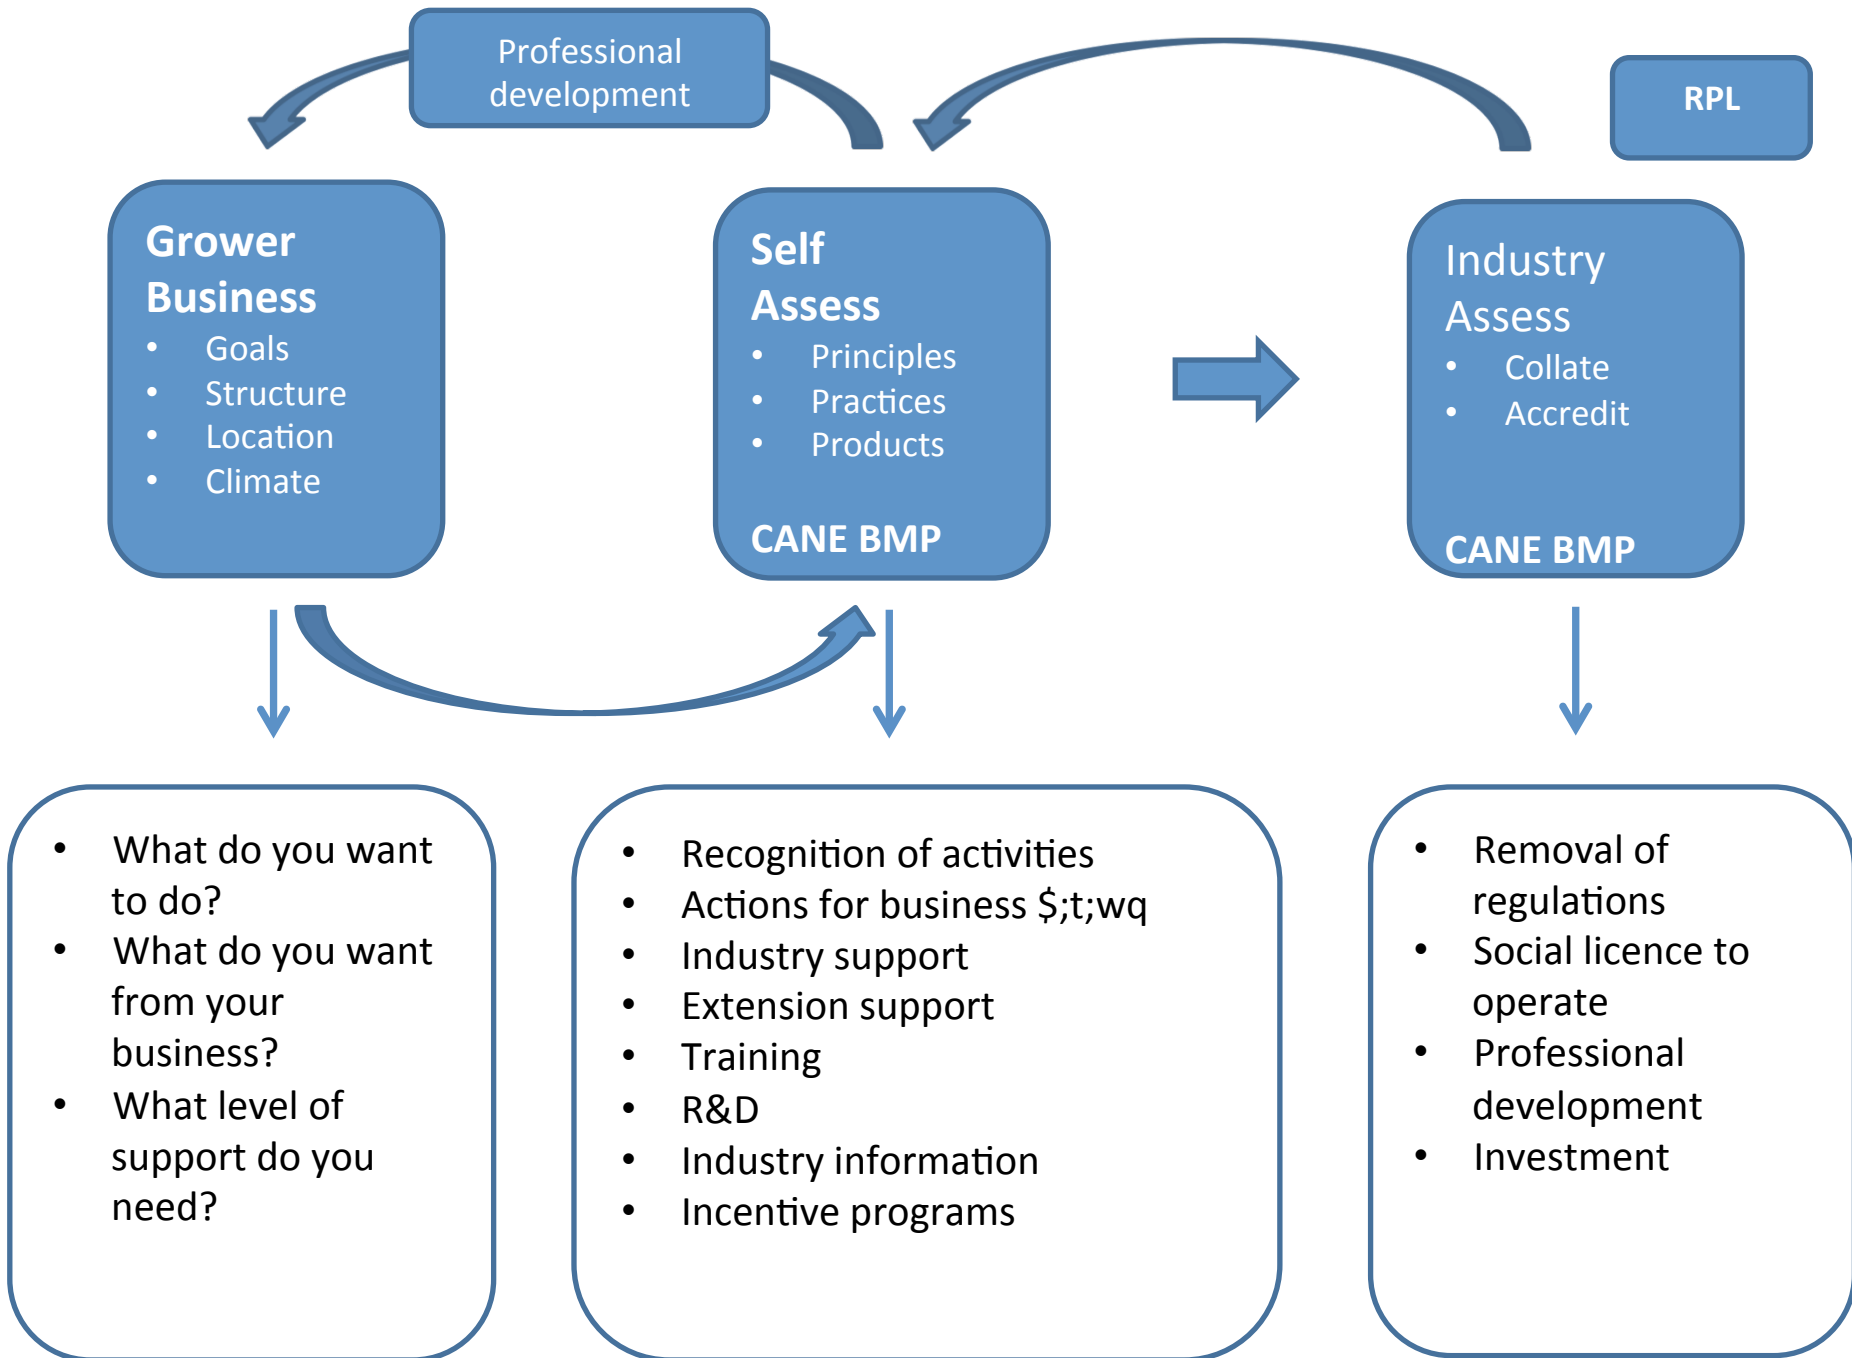 Professional
development
RPL
Grower
Business
• Goals
• Structure
• Location
• Climate
Self
Assess
• Principles
• Practices
• Products
CANE BMP
Industry
Assess
• Collate
• Accredit
CANE BMP
• What do you want
to do?
• What do you want
from your
business?
• What level of
support do you
need?
• Recognition of activities
• Actions for business $;t;wq
• Industry support
• Extension support
• Training
• R&D
• Industry information
• Incentive programs
• Removal of
regulations
• Social licence to
operate
• Professional
development
• Investment